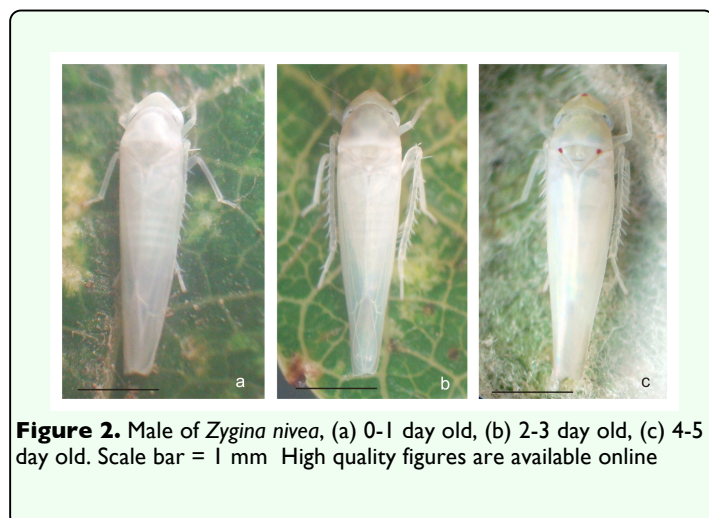 a
b
c
Figure 2. Male of Zygina nivea, (a) 0-1 day old, (b) 2-3 day old, (c) 4-5
day old. Scale bar = 1 mm  High quality figures are available online